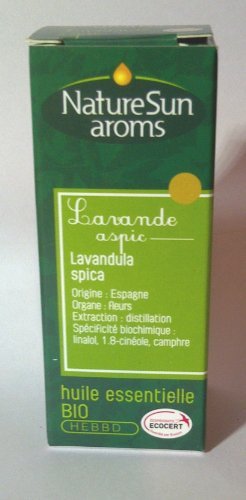 NatureSun
aroms
Lavande
aspic
Lavandula
spica
Origine : Espagne
Organe : fleurs
Extraction : distillation
Spécificité biochimique :
linalol, 1.8-cinéole, camphre
huile essentielle
BIO
HEBBD
ECOCERT